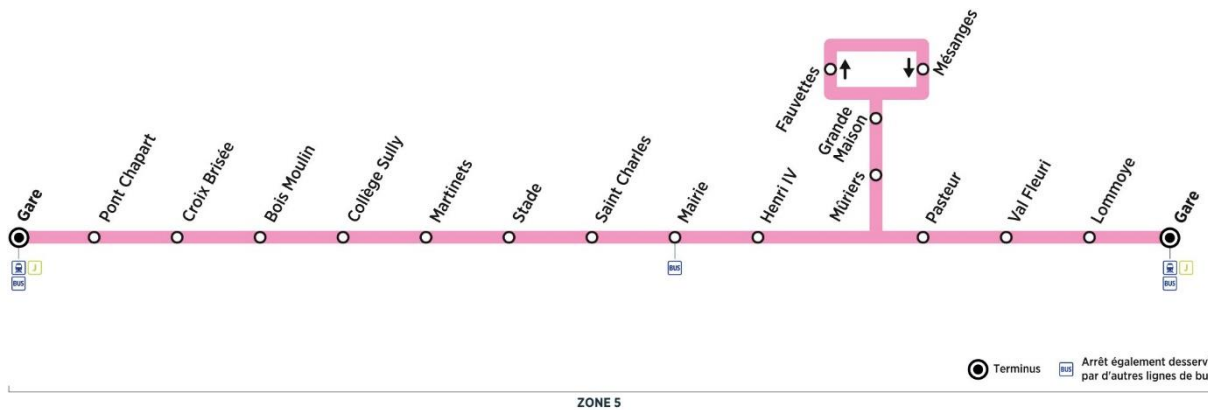 Gare
Pont Chapart
Croix Brisée
Bois Moulin
Collège Sully
Martinets
Stade
Saint Charles
Mairie
Henri IV
Mûriers
Grande
Maison
Fauvettes
Mésanges
Pasteur
Val Fleuri
Lommoye
Gare
J
BUS
BUS
J
BUS
Terminus
BUS
Arrêt également desserv
par d'autres lignes de bu
ZONE 5